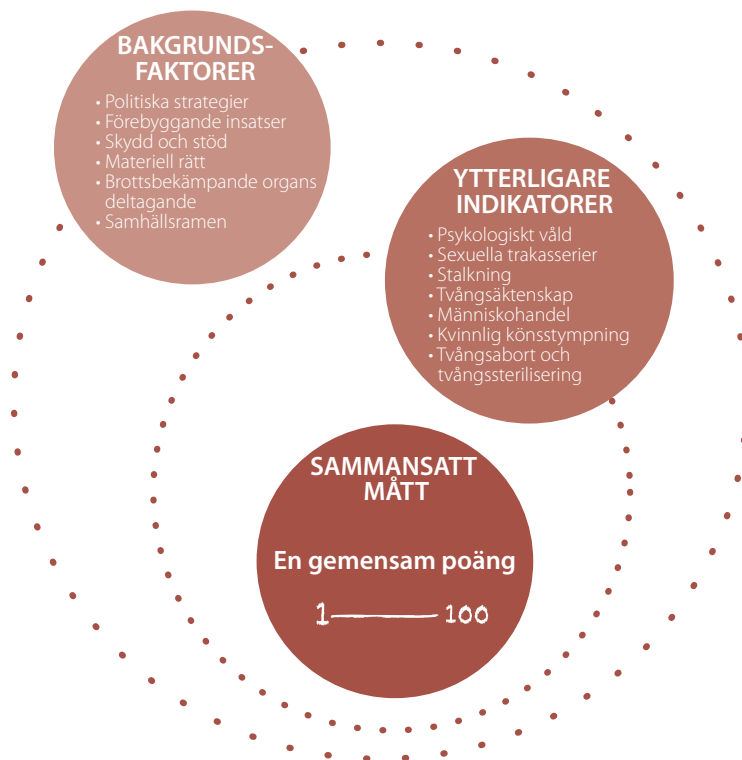 BAKGRUNDS-
FAKTORER
• Politiska strategier
• Förebyggande insatser
• Skydd och stöd
• Materiell rätt
• Brottsbekämpande organs
deltagande
• Samhällsramen
YTTERLIGARE
INDIKATORER
• Psykologiskt våld
• Sexuella trakasserier
• Stalkning
• Tvångsäktenskap
• Människohandel
• Kvinnlig könsstympning
• Tvångsabort och
tvångssterilisering
SAMMANSATT
MÅTT
En gemensam poäng
1 100